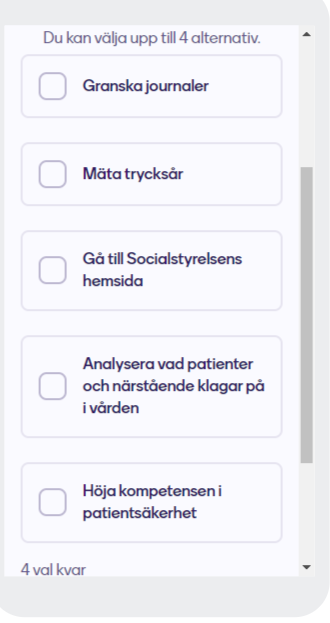 Du kan välja upp till 4 alternativ.
Granska journaler
Mäta trycksår
Gå till Socialstyrelsens
hemsida
Analysera vad patienter
och närstående klagar på
i vården
Höja kompetensen i
patientsäkerhet
4 val kvar